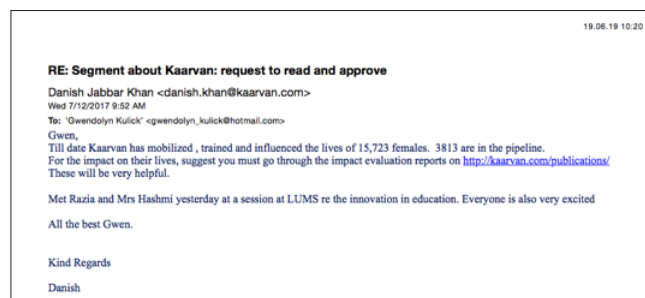 19.06.19 10:20
RE: Segment about Kaarvan: request to read and approve
Danish Jabbar Khan <danish.khan@kaarvan.com>
Wed 7/12/2017 9:52 AM
To: 'Gwendolyn Kulick' <gwendolyn_kulick@hotmail.com>
Gwen,
Till date Kaarvan has mobilized , trained and influenced the lives of 15,723 females. 3813 are in the pipeline.
For the impact on their lives, suggest you must go through the impact evaluation reports on http://kaarvan.com/publications/
These will be very helpful.
Met Razia and Mrs Hashmi yesterday at a session at LUMS re the innovation in education. Everyone is also very excited
All the best Gwen.
Kind Regards
Danish